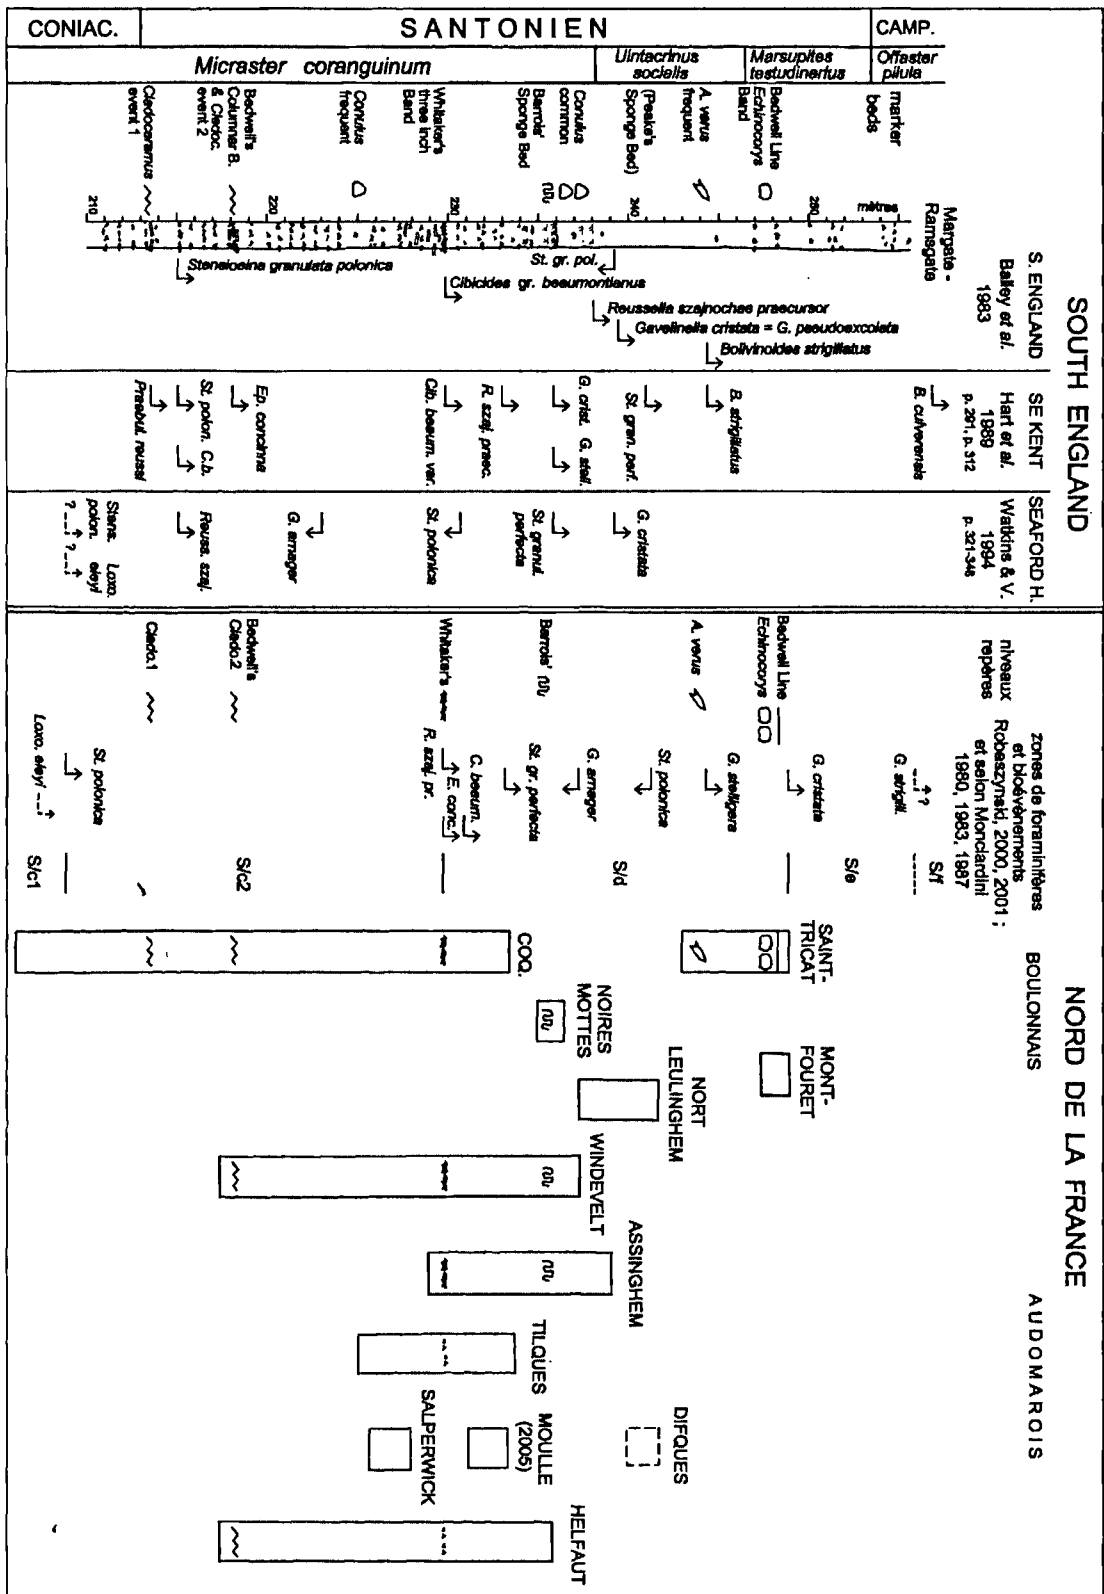 SOUTH ENGLAND
NORD DE LA FRANCE
S. ENGLAND
Bailey et al.
1983
SE KENT
Hart et al.
1989
p. 291, p. 312
SEAFORD H.
Watkins & V.
1994
p. 321-348
BOULONNAIS
AUDOMAROIS
Margate -
Ramsgate
niveaux
repères
zones de foraminifères
et bioévènements
Robaszynski, 2000, 2001 ;
et selon Monciardini
1980, 1983, 1987
CAMP.
SANTONIEN
CONIAC.
Offaster
pilula
Marsupites
testudinarius
Uintacrinus
socialis
Micraster coranguinum
marker
beds
Bedwell Line
Echinocorys
Band
A. verus
frequent
(Peake's
Sponge Bed)
Conulus
common
Barrois'
Sponge Bed
Whitaker's
three inch
Band
Conulus
frequent
Bedwell's
Columnar B.
& Cladoc.
event 2
Cladoceramus
event 1
mètres
260
240
230
220
210
Stensioeina granulata polonica
St. gr. pol.
Cibicides gr. beaumontianus
Reussella szajnochae praecursor
Gavelinella cristata = G. pseudoexcolata
Bolivinoides strigillatus
B. culverensis
B. strigillatus
St. gran. perf.
G. crist. G. stell.
R. szaj. praec.
Cib. beaum. var.
Ep. concinna
St. polon. C.b.
Praebul. reussi
G. cristata
St. granul.
perfecta
St. polonica
G. arnager
Reuss. szaj.
Stens. Loxo.
polon. eleyi
? ?
Bedwell Line
Echinocorys
A. verus
Barrois'
Whitaker's
Bedwell's
Clado.2
Clado.1
G. strigill.
?
G. cristata
G. stelligera
St. polonica
G. arnager
St. gr. perfecta
C. beaum.
E. conc.
R. szaj. pr.
St. polonica
Loxo. eleyi
S/f
S/e
S/d
S/c2
S/c1
SAINT-
TRICAT
COQ.
NOIRES
MOTTES
MONT-
FOURET
NORT
LEULINGHEM
WINDEVELT
ASSINGHEM
TILQUES
DIFQUES
MOULLE
(2005)
SALPERWICK
HELFAUT